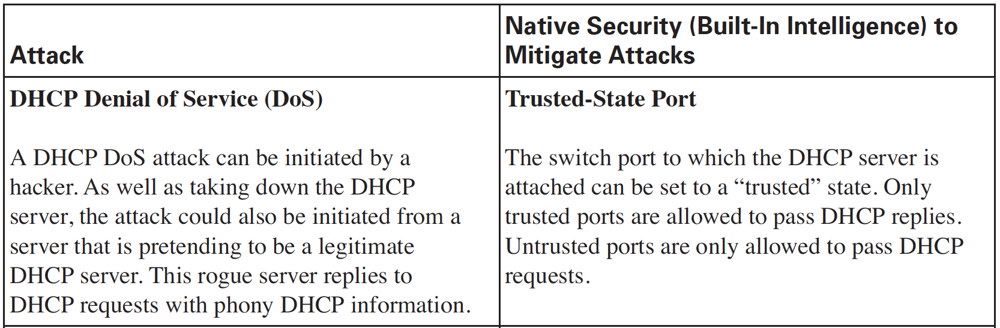 Attack
Native Security (Built-In Intelligence) to
Mitigate Attacks
DHCP Denial of Service (DoS)
A DHCP DoS attack can be initiated by a
hacker. As well as taking down the DHCP
server, the attack could also be initiated from a
server that is pretending to be a legitimate
DHCP server. This rogue server replies to
DHCP requests with phony DHCP information.
Trusted-State Port
The switch port to which the DHCP server is
attached can be set to a “trusted” state. Only
trusted ports are allowed to pass DHCP replies.
Untrusted ports are only allowed to pass DHCP
requests.